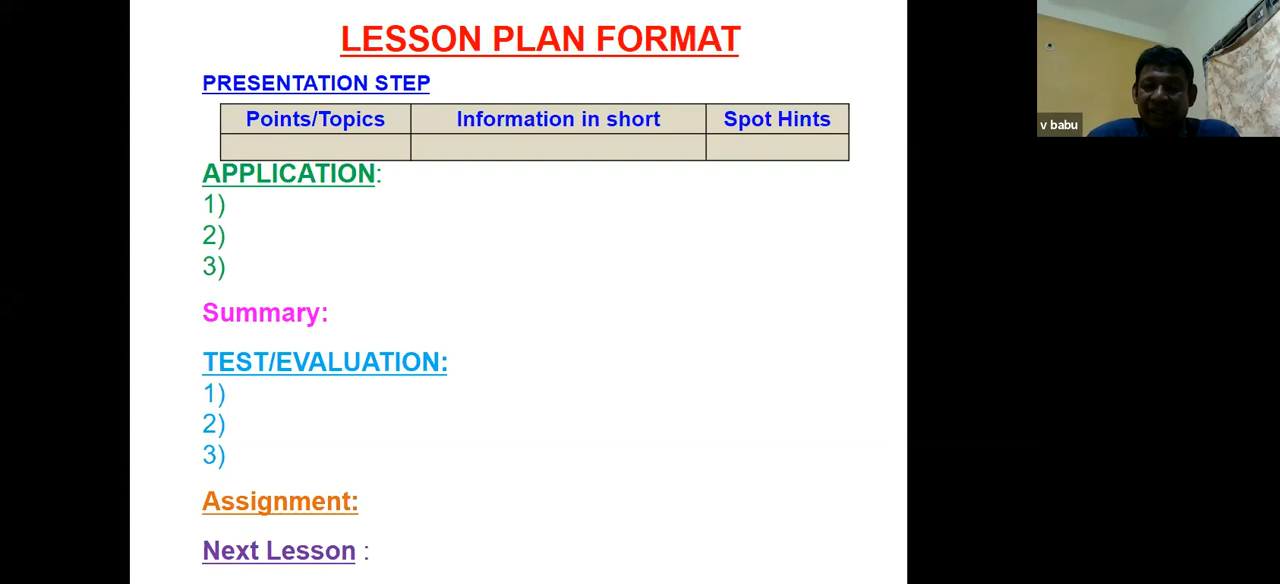 LESSON PLAN FORMAT
PRESENTATION STEP
Points/Topics Information in short Spot Hints
APPLICATION:
1)
2)
3)
Summary:
TEST/EVALUATION:
1)
2)
3)
Assignment:
Next Lesson :
v babu